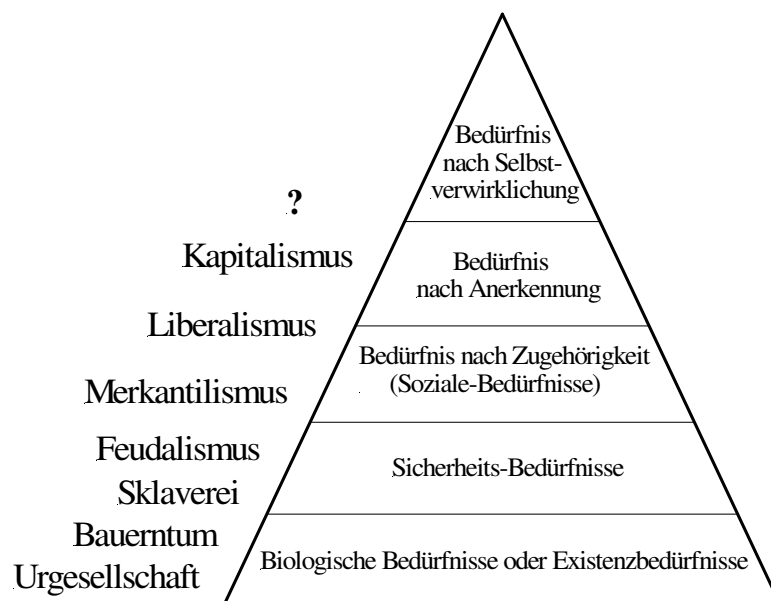 Bedürfnis
nach Selbst-
verwirklichung
?
Kapitalismus
Bedürfnis
nach Anerkennung
Liberalismus
Bedürfnis nach Zugehörigkeit
(Soziale-Bedürfnisse)
Merkantilismus
Feudalismus
Sicherheits-Bedürfnisse
Sklaverei
Bauerntum
Biologische Bedürfnisse oder Existenzbedürfnisse
Urgesellschaft